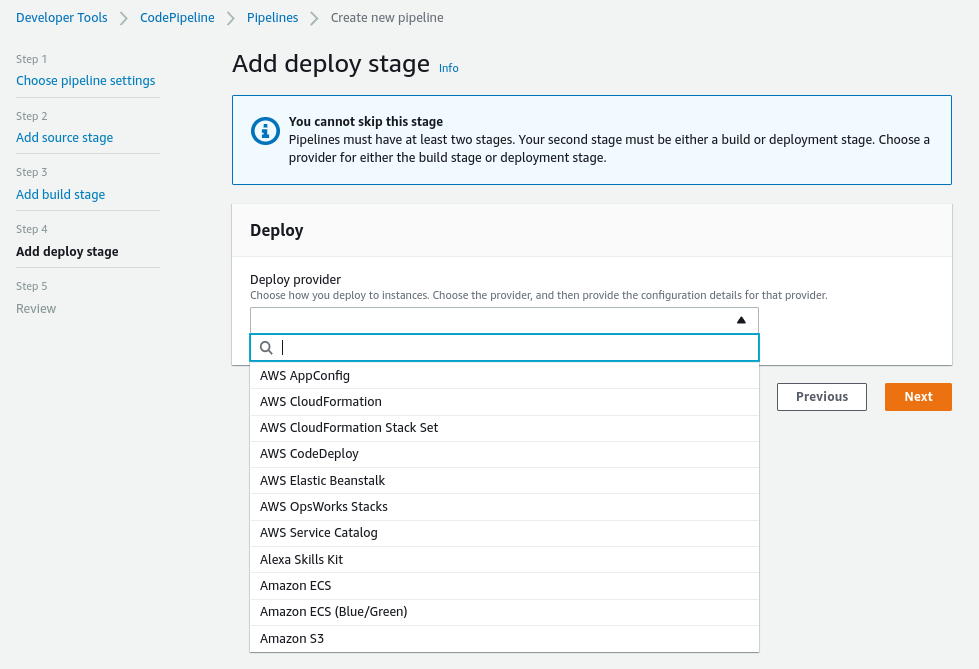 Developer Tools > CodePipeline > Pipelines > Create new pipeline
Step 1
Choose pipeline settings
Step 2
Add source stage
Step 3
Add build stage
Step 4
Add deploy stage
Step 5
Review
Add deploy stage Info
You cannot skip this stage
Pipelines must have at least two stages. Your second stage must be either a build or deployment stage. Choose a
provider for either the build stage or deployment stage.
Deploy
Deploy provider
Choose how you deploy to instances. Choose the provider, and then provide the configuration details for that provider.
AWS AppConfig
AWS CloudFormation
AWS CloudFormation Stack Set
AWS CodeDeploy
AWS Elastic Beanstalk
AWS OpsWorks Stacks
AWS Service Catalog
Alexa Skills Kit
Amazon ECS
Amazon ECS (Blue/Green)
Amazon S3
Previous
Next